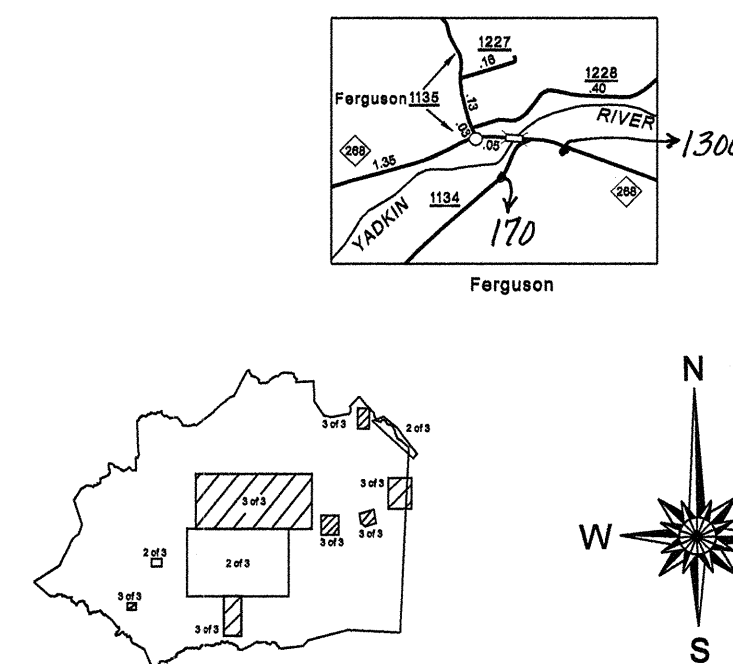 1227
.16
1228
.40
Ferguson 1135
.13
RIVER
.03
.05
268
1300
1.35
268
1134
YADKIN
170
Ferguson
N
3 of 3
2 of 3
3 of 3
3 of 3
3 of 3
3 of 3
W
2 of 3
2 of 3
3 of 3
3 of 3
S